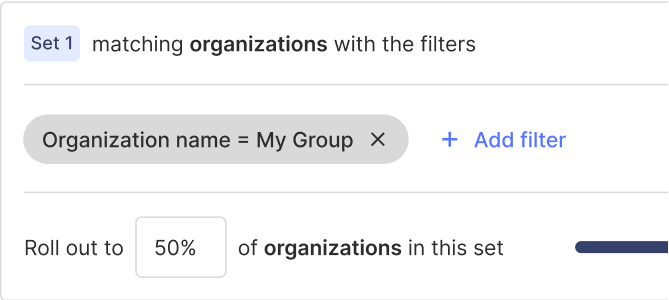 Set 1 matching organizations with the filters
Organization name = My Group × + Add filter
Roll out to 50% of organizations in this set